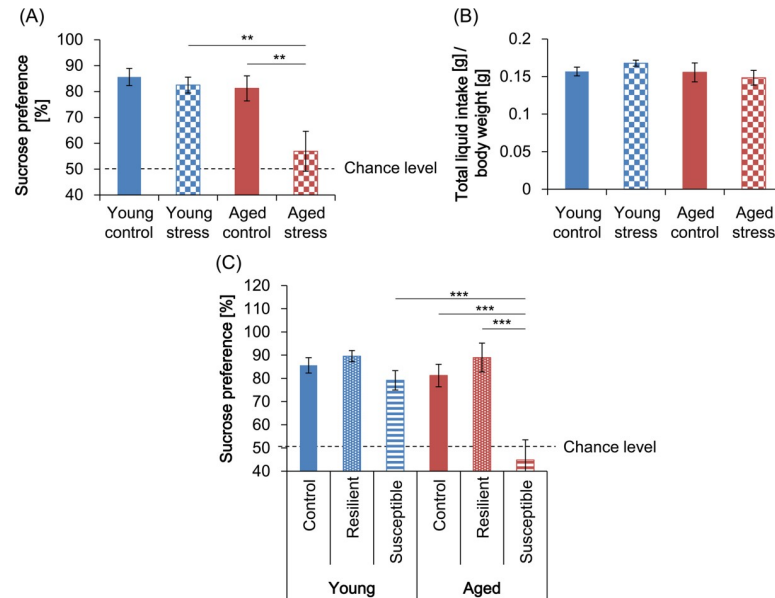 (A)
Sucrose preference
[%]
100
90
80
70
60
50
40
**
**
Chance level
Young
control
Young
stress
Aged
control
Aged
stress
(B)
Total liquid intake [g]/
body weight [g]
0.2
0.15
0.1
0.05
0
Young
control
Young
stress
Aged
control
Aged
stress
(C)
Sucrose preference [%]
120
110
100
90
80
70
60
50
40
***
***
***
Chance level
Control
Resilient
Susceptible
Control
Resilient
Susceptible
Young
Aged